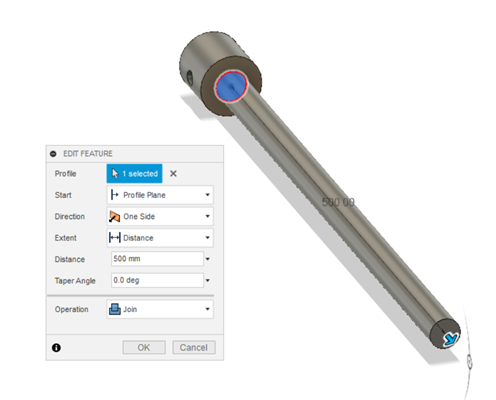 EDIT FEATURE
Profile 1 selected
Start Profile Plane
Direction One Side
Extent Distance
Distance 500 mm
Taper Angle 0.0 deg
Operation Join
OK Cancel
500.00